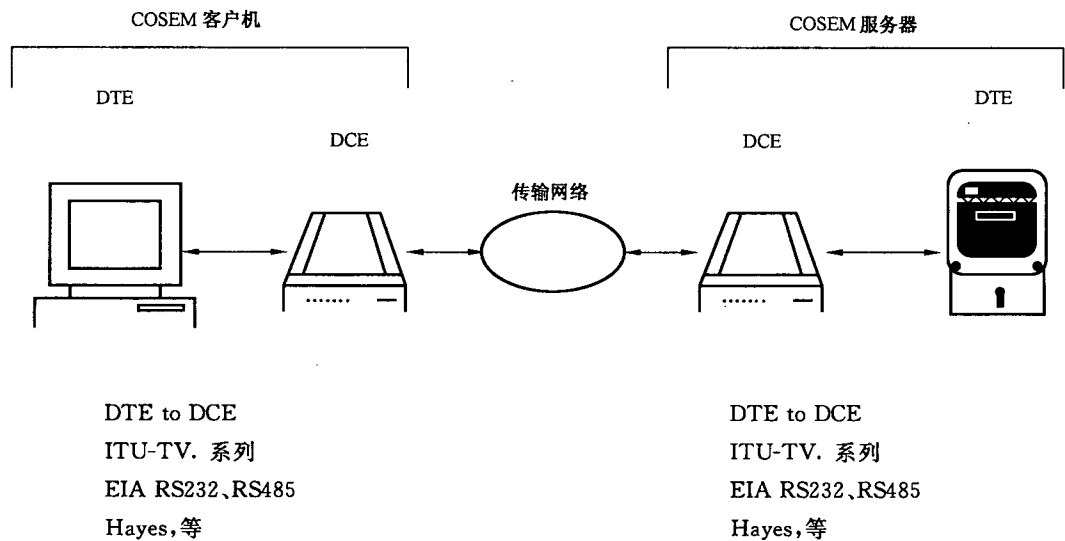 COSEM 客户机
COSEM 服务器
DTE
DTE
DCE
DCE
传输网络
DTE to DCE
ITU-TV. 系列
EIA RS232、RS485
Hayes,等
DTE to DCE
ITU-TV. 系列
EIA RS232、RS485
Hayes,等